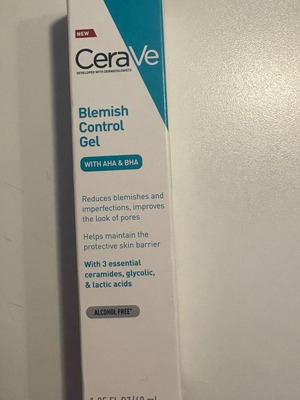 NEW
CeraVe
DEVELOPED WITH DERMATOLOGISTS
Blemish
Control
Gel
WITH AHA & BHA
Reduces blemishes and
imperfections, improves
the look of pores
Helps maintain the
protective skin barrier
With 3 essential
ceramides, glycolic,
& lactic acids
ALCOHOL FREE*